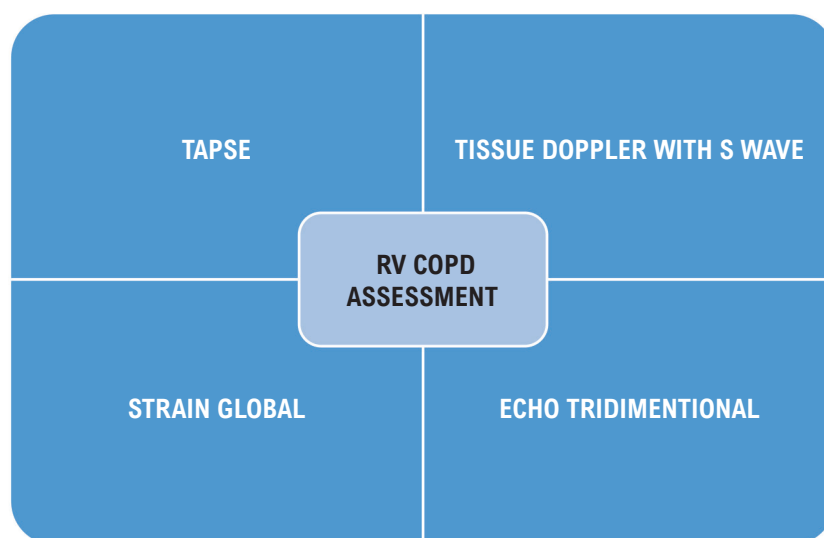 TAPSE
TISSUE DOPPLER WITH S WAVE
RV COPD
ASSESSMENT
STRAIN GLOBAL
ECHO TRIDIMENTIONAL